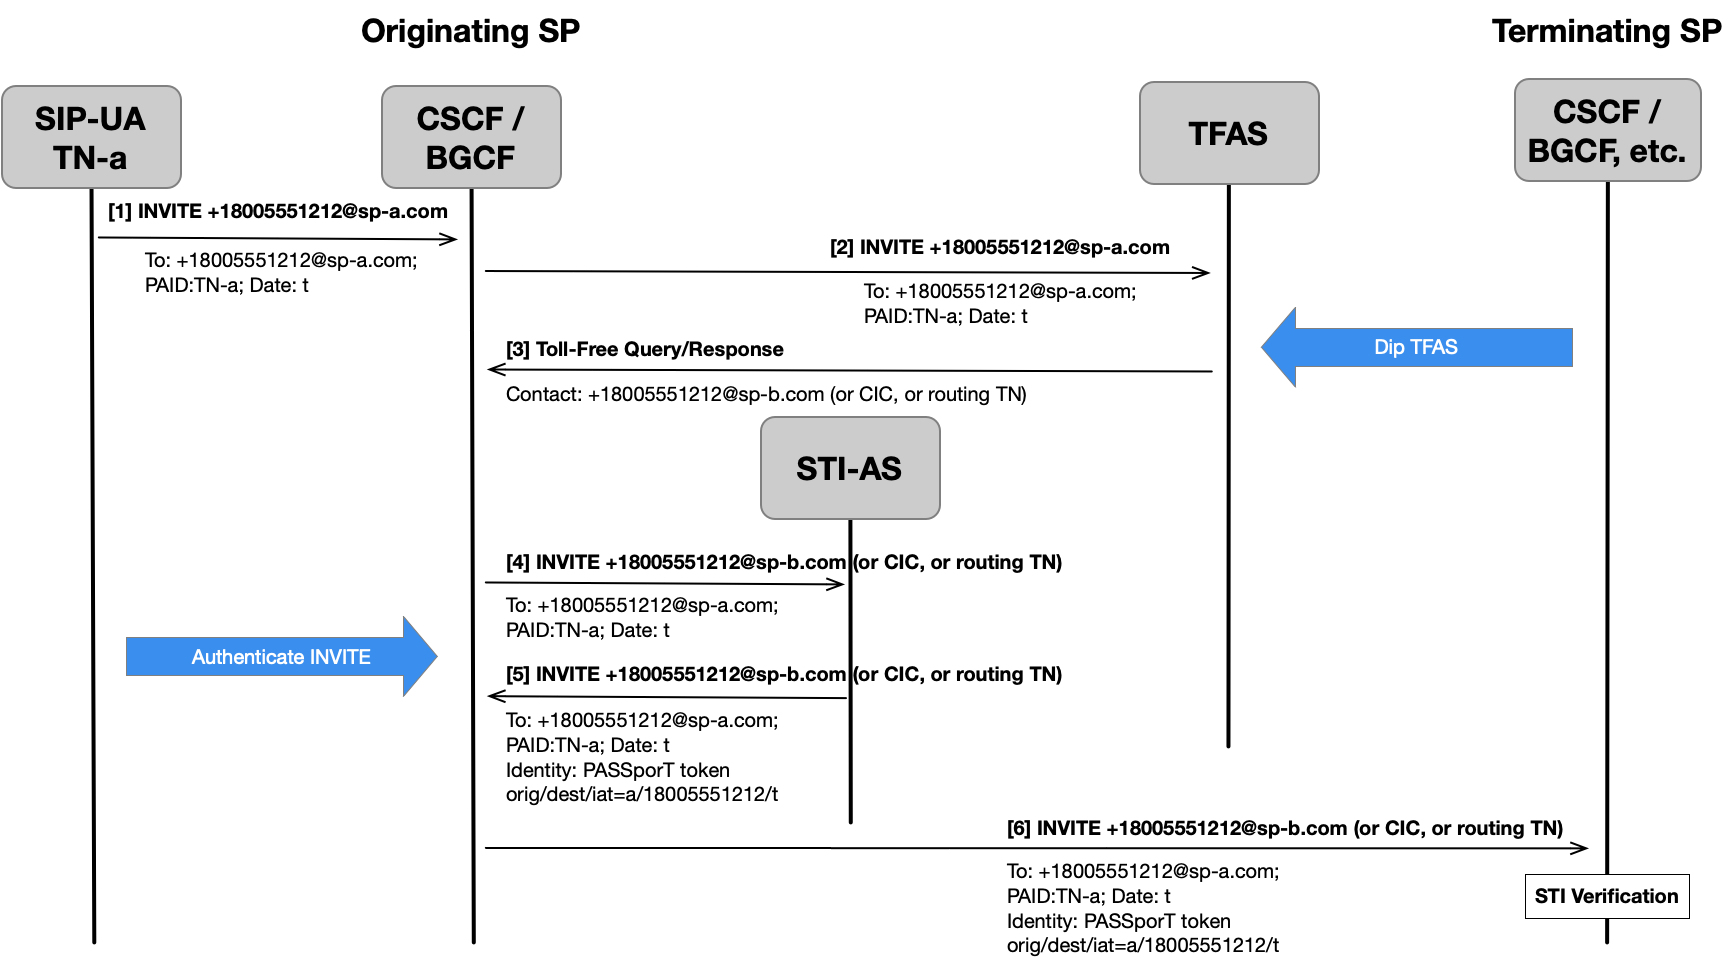 Originating SP
Terminating SP
SIP-UA
TN-a
CSCF /
BGCF
TFAS
CSCF /
BGCF, etc.
[1] INVITE +18005551212@sp-a.com
To: +18005551212@sp-a.com;
PAID:TN-a; Date: t
[2] INVITE +18005551212@sp-a.com
To: +18005551212@sp-a.com;
PAID:TN-a; Date: t
Dip TFAS
[3] Toll-Free Query/Response
Contact: +18005551212@sp-b.com (or CIC, or routing TN)
STI-AS
[4] INVITE +18005551212@sp-b.com (or CIC, or routing TN)
To: +18005551212@sp-a.com;
PAID:TN-a; Date: t
Authenticate INVITE
[5] INVITE +18005551212@sp-b.com (or CIC, or routing TN)
To: +18005551212@sp-a.com;
PAID:TN-a; Date: t
Identity: PASSporT token
orig/dest/iat=a/18005551212/t
[6] INVITE +18005551212@sp-b.com (or CIC, or routing TN)
To: +18005551212@sp-a.com;
PAID:TN-a; Date: t
Identity: PASSporT token
orig/dest/iat=a/18005551212/t
STI Verification